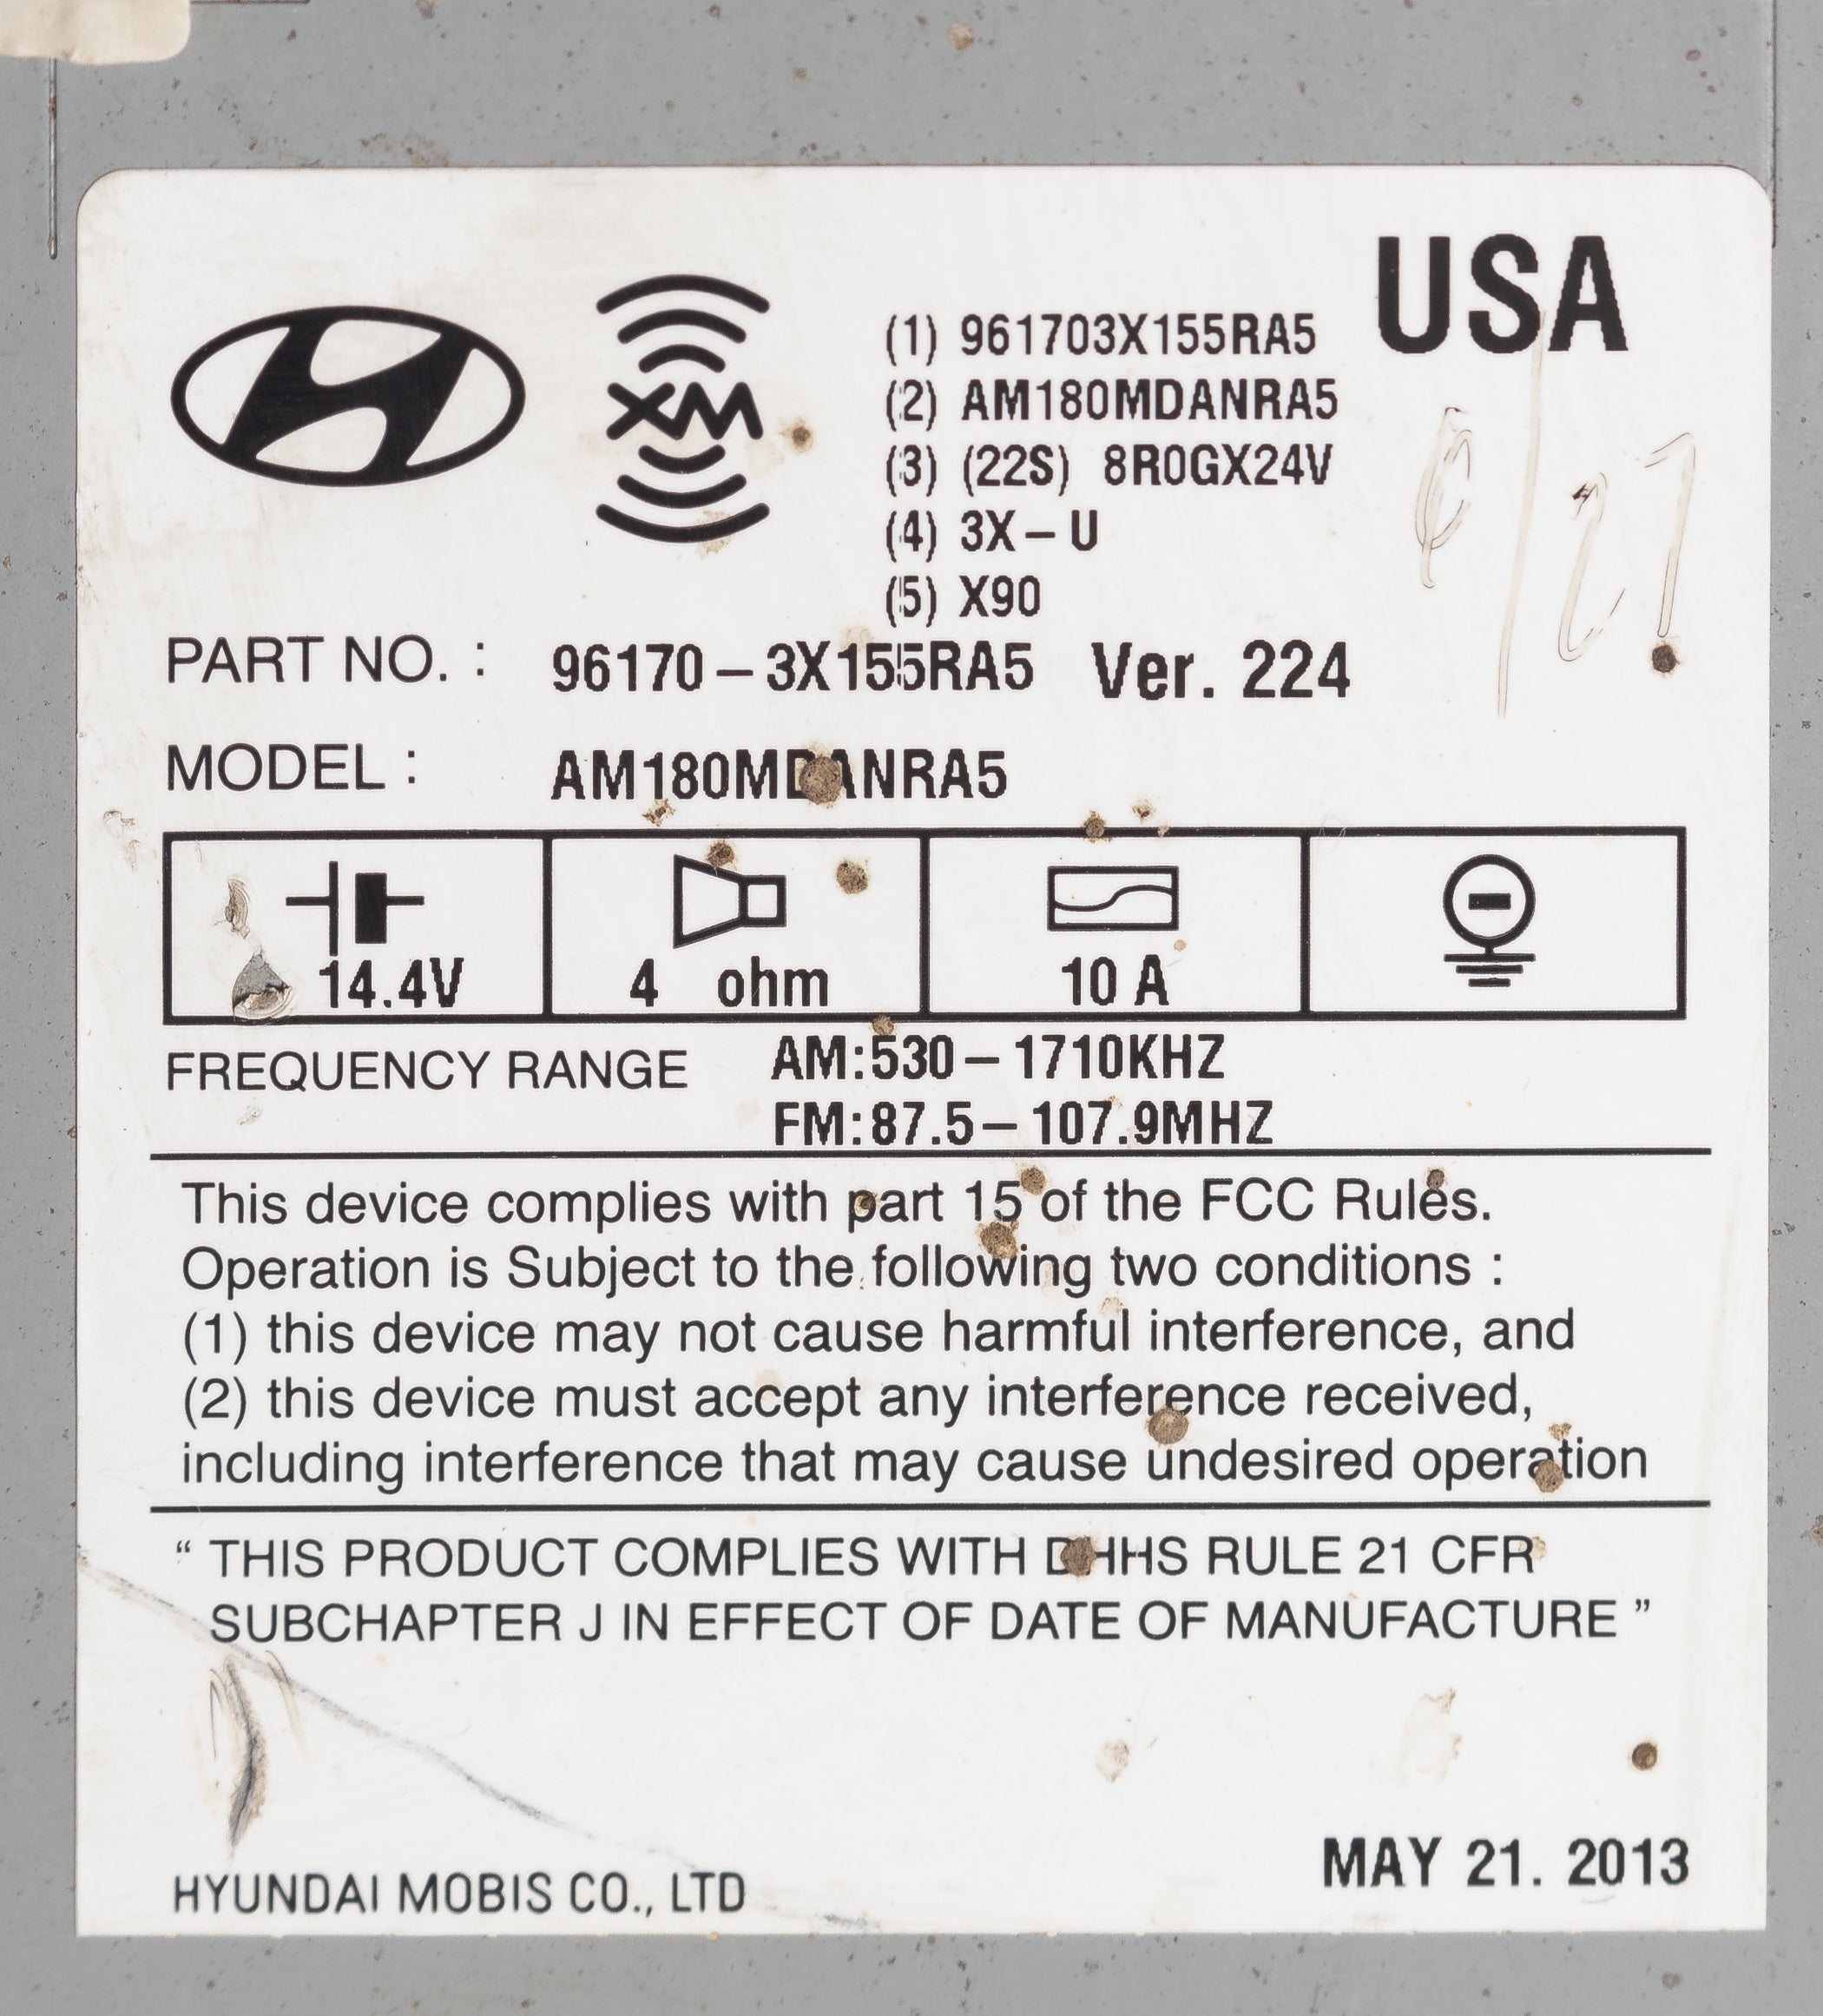 USA
XM
(1) 961703X155RA5
(2) AM180MDANRA5
(3) (22S) 8R0GX24V
(4) 3X-U
(5) X90
PART NO. : 96170-3X155RA5 Ver. 224
MODEL : AM180MDANRA5
14.4V 4 ohm 10 A
FREQUENCY RANGE AM:530-1710KHZ
FM:87.5-107.9MHZ
This device complies with part 15 of the FCC Rules.
Operation is Subject to the following two conditions :
(1) this device may not cause harmful interference, and
(2) this device must accept any interference received,
including interference that may cause undesired operation
“ THIS PRODUCT COMPLIES WITH DHHS RULE 21 CFR
SUBCHAPTER J IN EFFECT OF DATE OF MANUFACTURE ”
MAY 21. 2013
HYUNDAI MOBIS CO., LTD